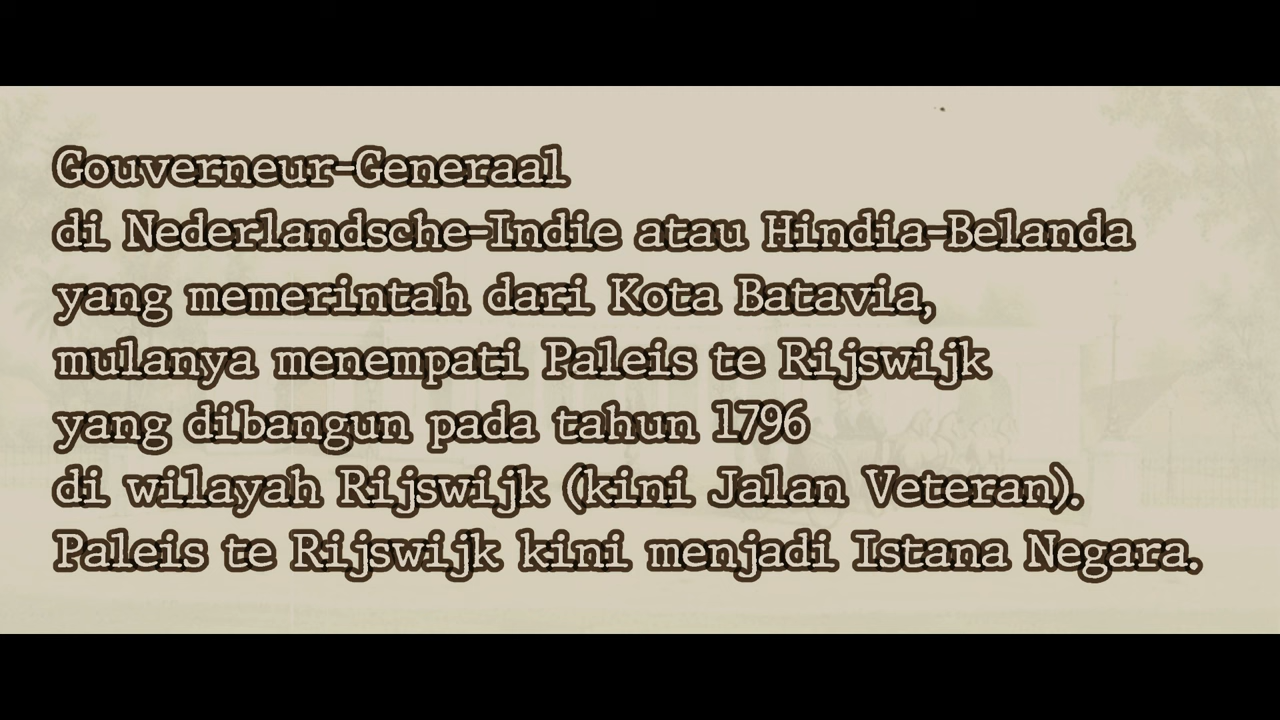 Gouverneur-Generaal
di Nederlandsche-Indie atau Hindia-Belanda
yang memerintah dari Kota Batavia,
mulanya menempati Paleis te Rijswijk
yang dibangun pada tahun 1796
di wilayah Rijswijk (kini Jalan Veteran).
Paleis te Rijswijk kini menjadi Istana Negara.